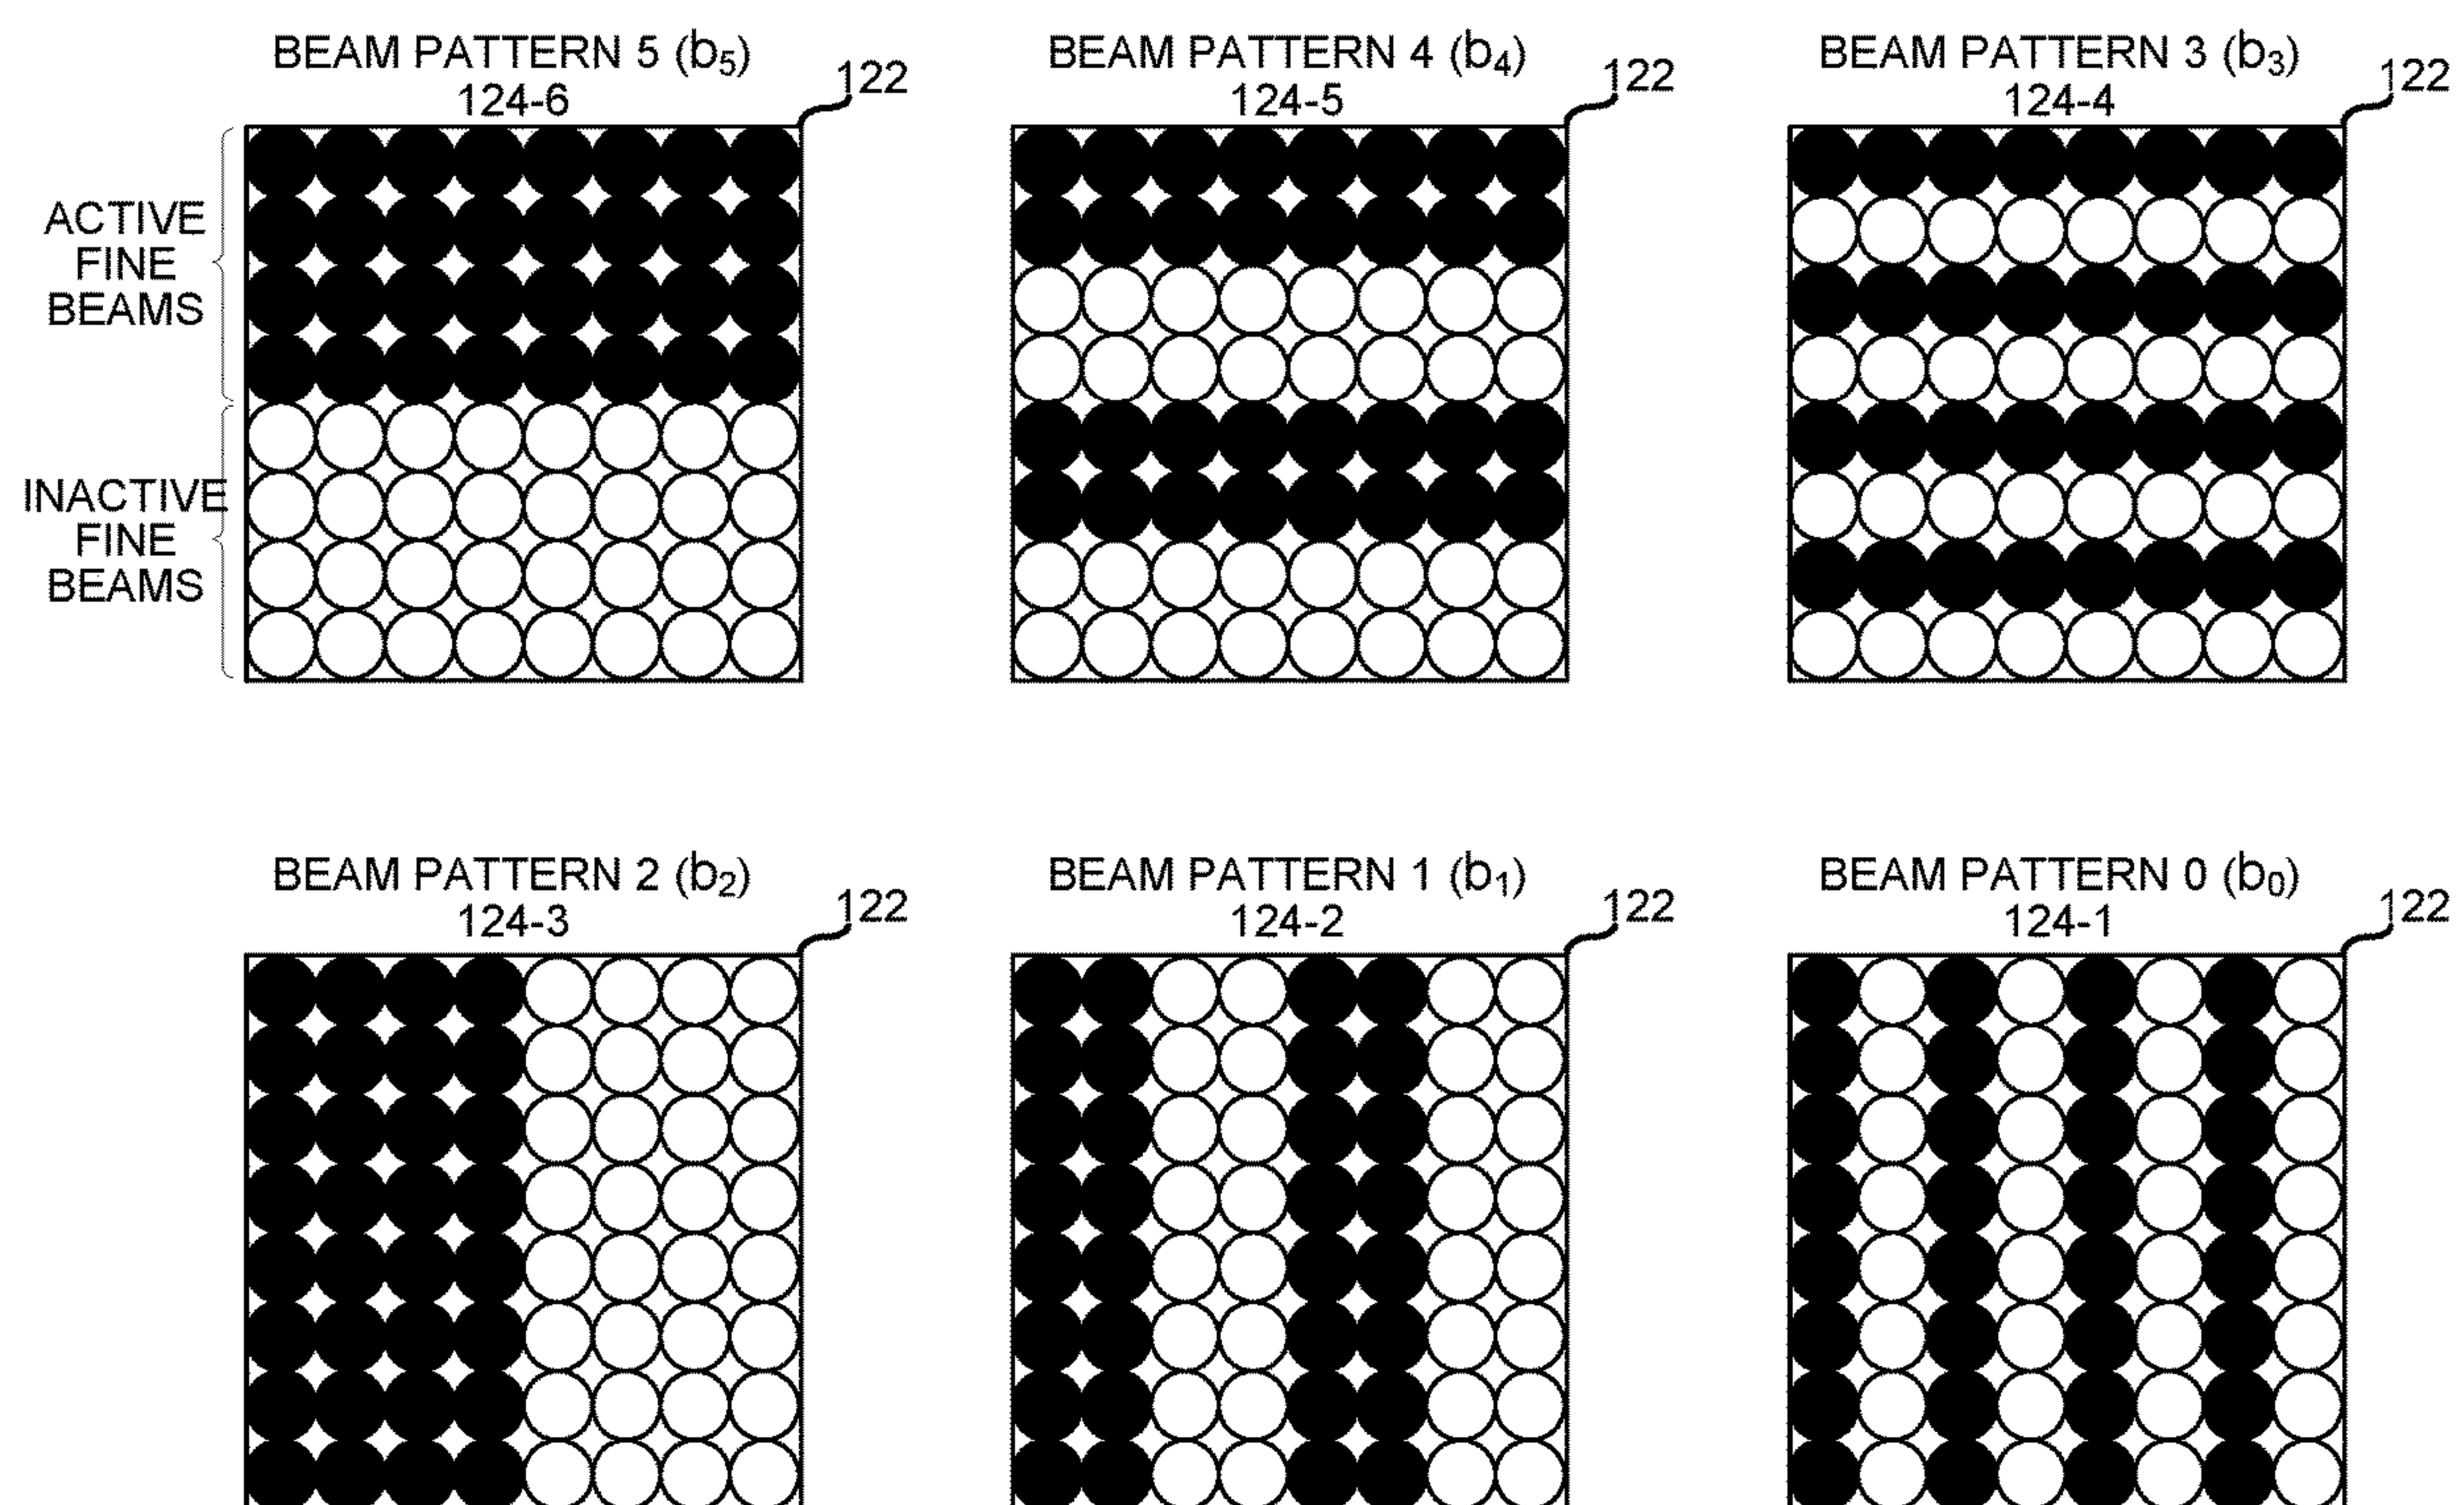 BEAM PATTERN 5 (b5)
124-6
122
BEAM PATTERN 4 (b4)
124-5
122
BEAM PATTERN 3 (b3)
124-4
122
ACTIVE
FINE
BEAMS
INACTIVE
FINE
BEAMS
BEAM PATTERN 2 (b2)
124-3
122
BEAM PATTERN 1 (b1)
124-2
122
BEAM PATTERN 0 (b0)
124-1
122